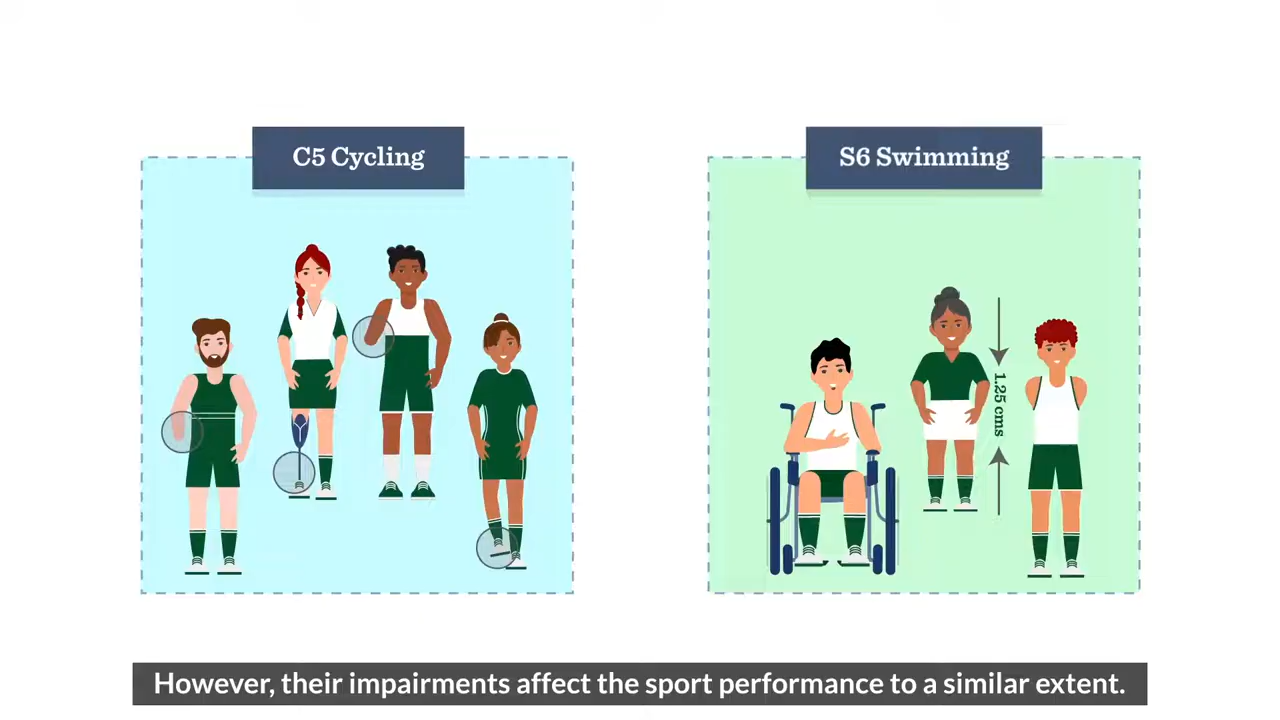 C5 Cycling
S6 Swimming
1.25 cms
However, their impairments affect the sport performance to a similar extent.